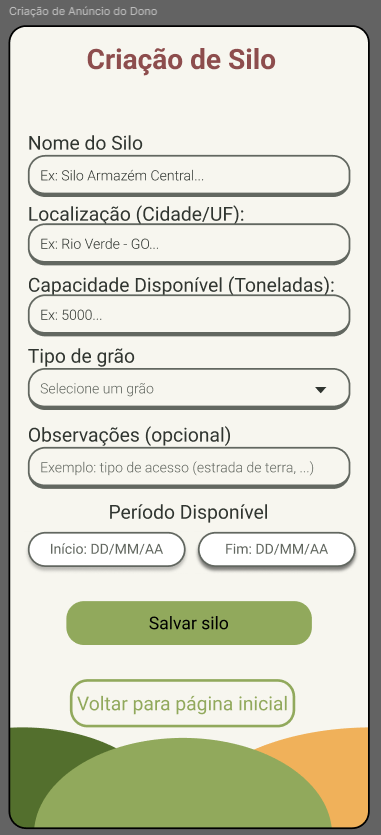 Criação de Anúncio do Dono
Criação de Silo
Nome do Silo
Ex: Silo Armazém Central...
Localização (Cidade/UF):
Ex: Rio Verde - GO...
Capacidade Disponível (Toneladas):
Ex: 5000...
Tipo de grão
Selecione um grão
Observações (opcional)
Exemplo: tipo de acesso (estrada de terra, ...)
Período Disponível
Início: DD/MM/AA
Fim: DD/MM/AA
Salvar silo
Voltar para página inicial